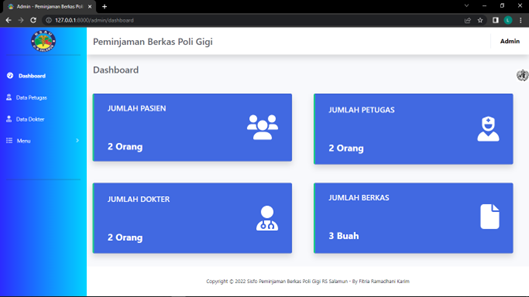 Admin - Peminjaman Berkas Poli
127.0.0.1:8000/admin/dashboard
Peminjaman Berkas Poli Gigi
Admin
Dashboard
Data Petugas
Data Dokter
Menu
Dashboard
JUMLAH PASIEN
2 Orang
JUMLAH PETUGAS
2 Orang
JUMLAH DOKTER
2 Orang
JUMLAH BERKAS
3 Buah
Copyright © 2022 Sisfo Peminjaman Berkas Poli Gigi RS Salamun - By Fitria Ramadhani Karim